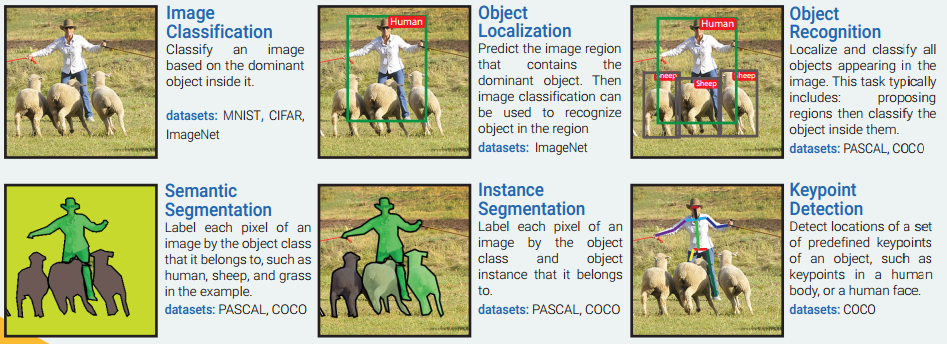 Image
Classification
Classify an image
based on the dominant
object inside it.
datasets: MNIST, CIFAR,
ImageNet
Human
Object
Localization
Predict the image region
that contains the
dominant object. Then
image classification can
be used to recognize
object in the region
datasets: ImageNet
Human
Sheep
Sheep
Sheep
Object
Recognition
Localize and classify all
objects appearing in the
image. This task typically
includes: proposing
regions then classify the
object inside them.
datasets: PASCAL, COCO
Semantic
Segmentation
Label each pixel of an
image by the object class
that it belongs to, such as
human, sheep, and grass
in the example.
datasets: PASCAL, COCO
Instance
Segmentation
Label each pixel of an
image by the object
class and object
instance that it belongs
to.
datasets: PASCAL, COCO
Keypoint
Detection
Detect locations of a set
of predefined keypoints
of an object, such as
keypoints in a human
body, or a human face.
datasets: COCO